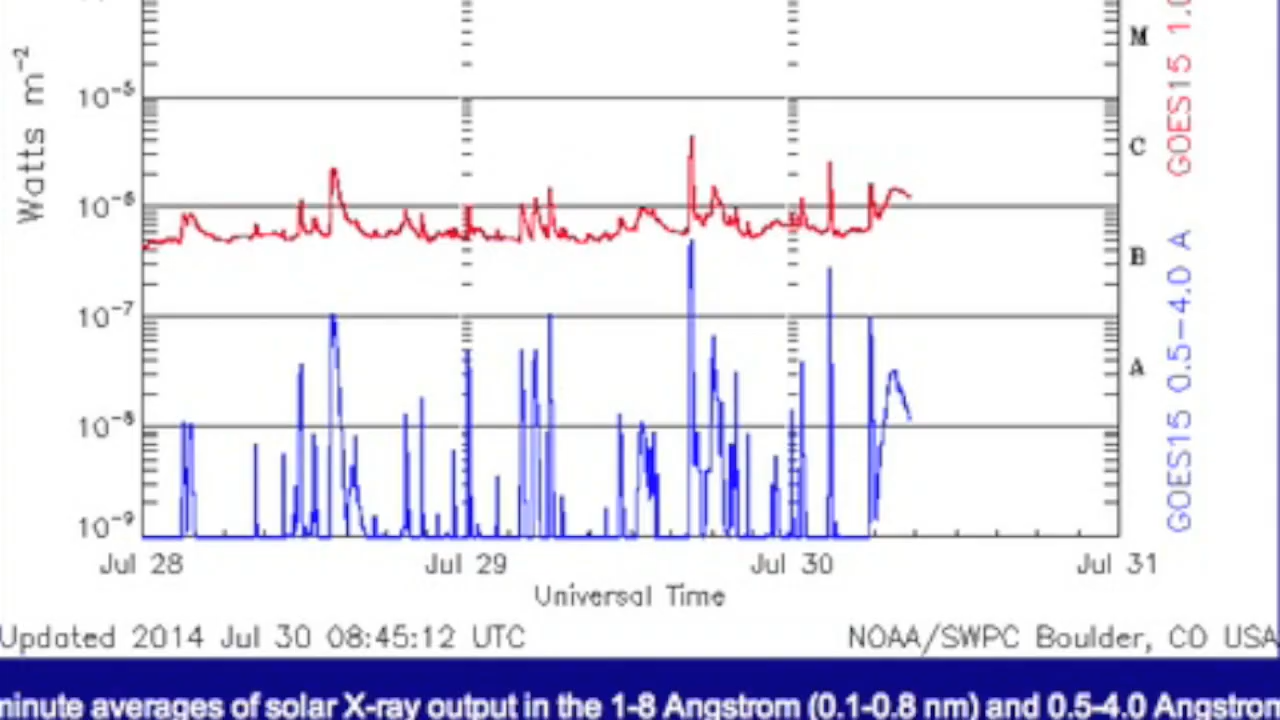 M
10⁻⁵
C
10⁻⁶
B
10⁻⁷
A
10⁻⁸
10⁻⁹
Watts m⁻²
GOES15 1.0
GOES15 0.5-4.0 A
Jul 28 Jul 29 Jul 30 Jul 31
Universal Time
Updated 2014 Jul 30 08:45:12 UTC NOAA/SWPC Boulder, CO USA
minute averages of solar X-ray output in the 1-8 Angstrom (0.1-0.8 nm) and 0.5-4.0 Angstrom